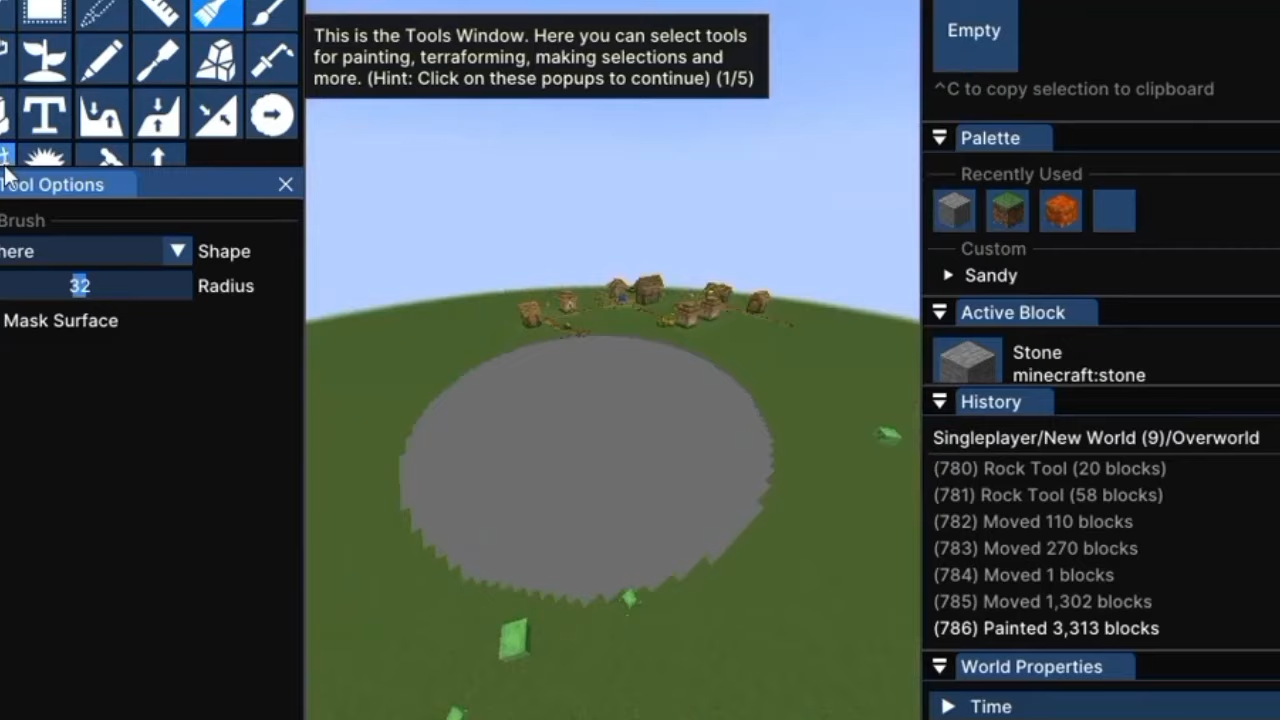 This is the Tools Window. Here you can select tools
for painting, terraforming, making selections and
more. (Hint: Click on these popups to continue) (1/5)
T
Tool Options
Brush
here
Shape
32
Radius
Mask Surface
Empty
^C to copy selection to clipboard
Palette
Recently Used
Custom
Sandy
Active Block
Stone
minecraft:stone
History
Singleplayer/New World (9)/Overworld
(780) Rock Tool (20 blocks)
(781) Rock Tool (58 blocks)
(782) Moved 110 blocks
(783) Moved 270 blocks
(784) Moved 1 blocks
(785) Moved 1,302 blocks
(786) Painted 3,313 blocks
World Properties
Time